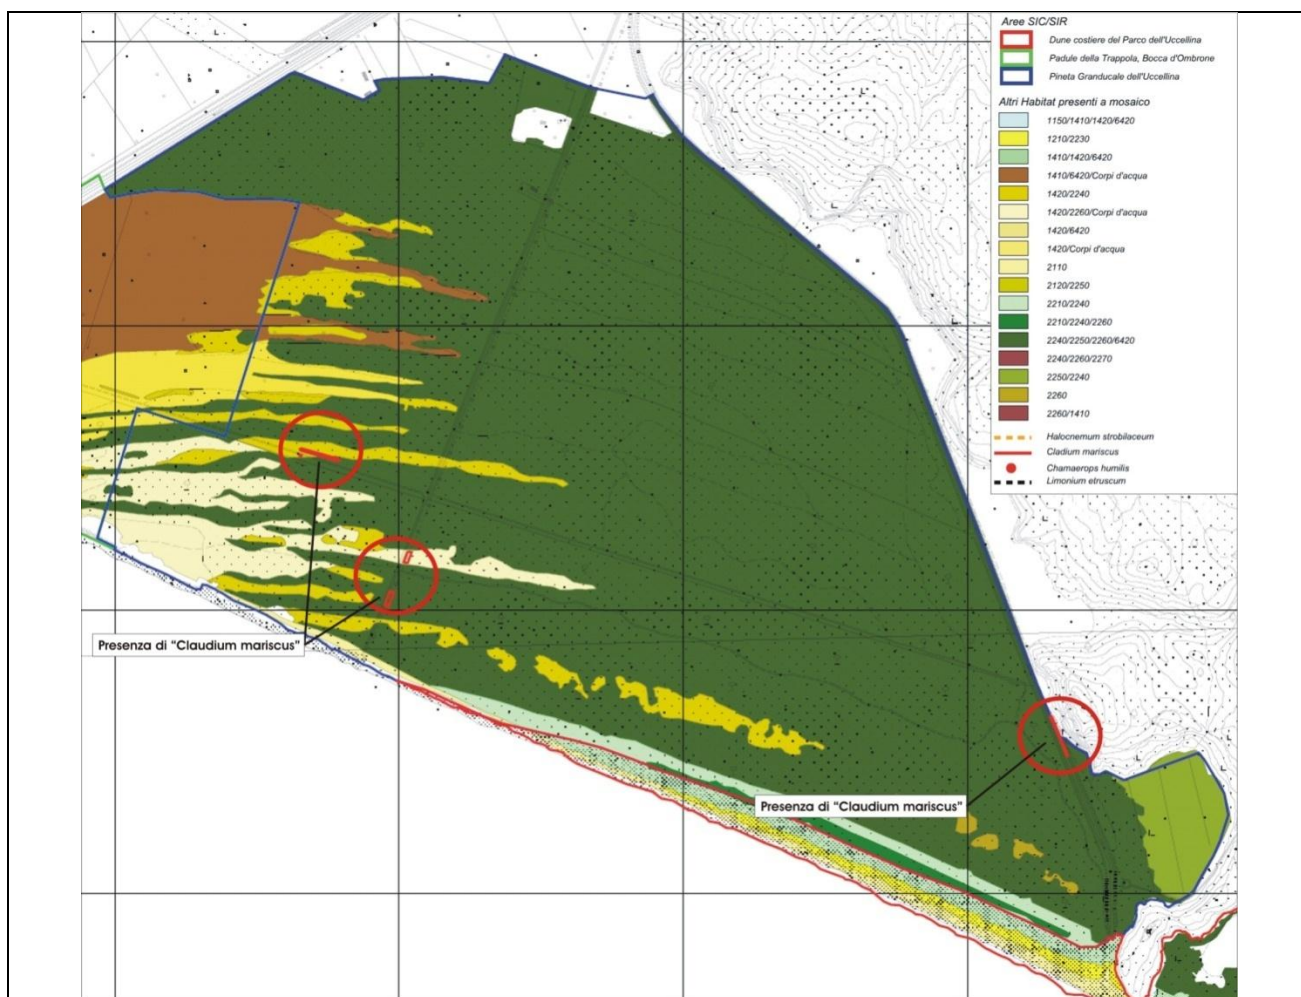 Aree SIC/SIR
Dune costiere del Parco dell'Uccellina
Padule della Trappola, Bocca d'Ombrone
Pineta Granducale dell'Uccellina
Altri Habitat presenti a mosaico
1150/1410/1420/6420
1210/2230
1410/1420/6420
1410/6420/Corpi d'acqua
1420/2240
1420/2260/Corpi d'acqua
1420/6420
1420/Corpi d'acqua
2110
2120/2250
2210/2240
2210/2240/2260
2240/2250/2260/6420
2240/2260/2270
2250/2240
2260
2260/1410
Halocnemum strobilaceum
Cladium mariscus
Chamaerops humilis
Limonium etruscum
Presenza di "Claudium mariscus"
Presenza di "Claudium mariscus"